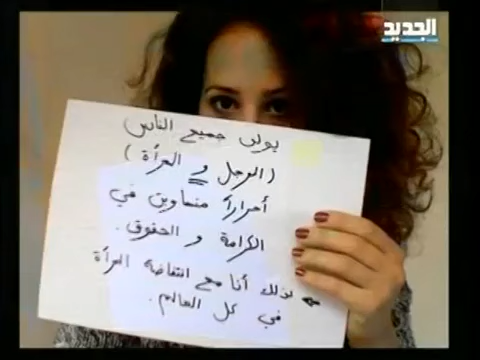 الجديد
يولد جميع الناس
(الرجل و المرأة)
أحراراً متساوين في
الكرامة و الحقوق.
لذلك أنا مع انتفاضة المرأة
في كل العالم.